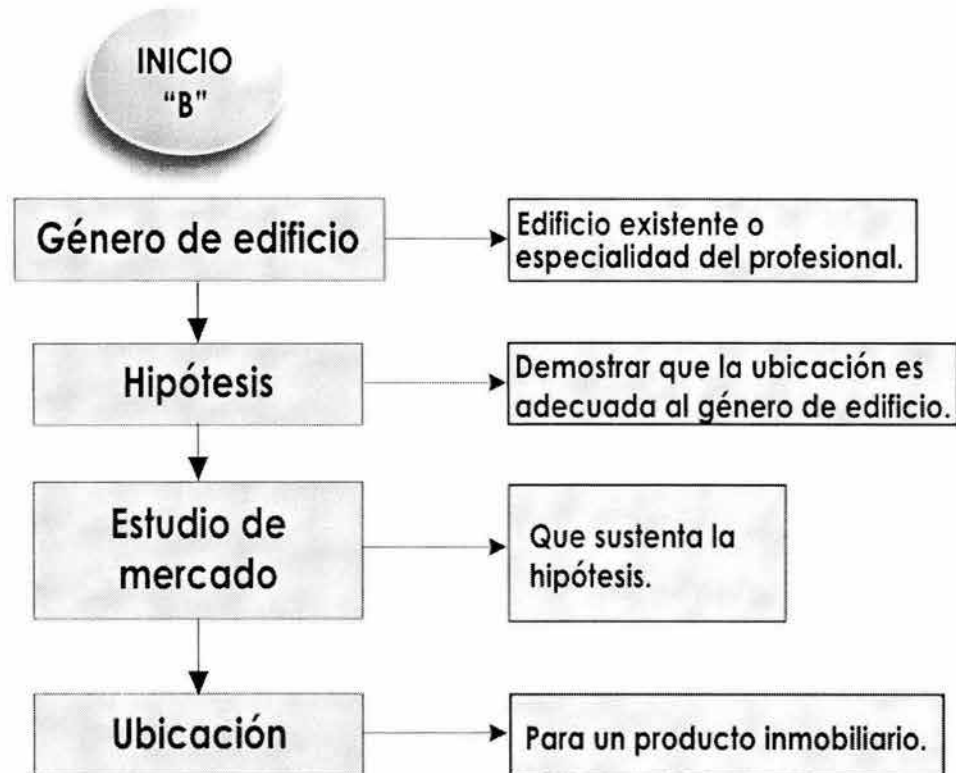 INICIO
"B"
Género de edificio
Edificio existente o
especialidad del profesional.
Hipótesis
Demostrar que la ubicación es
adecuada al género de edificio.
Estudio de
mercado
Que sustenta la
hipótesis.
Ubicación
Para un producto inmobiliario.